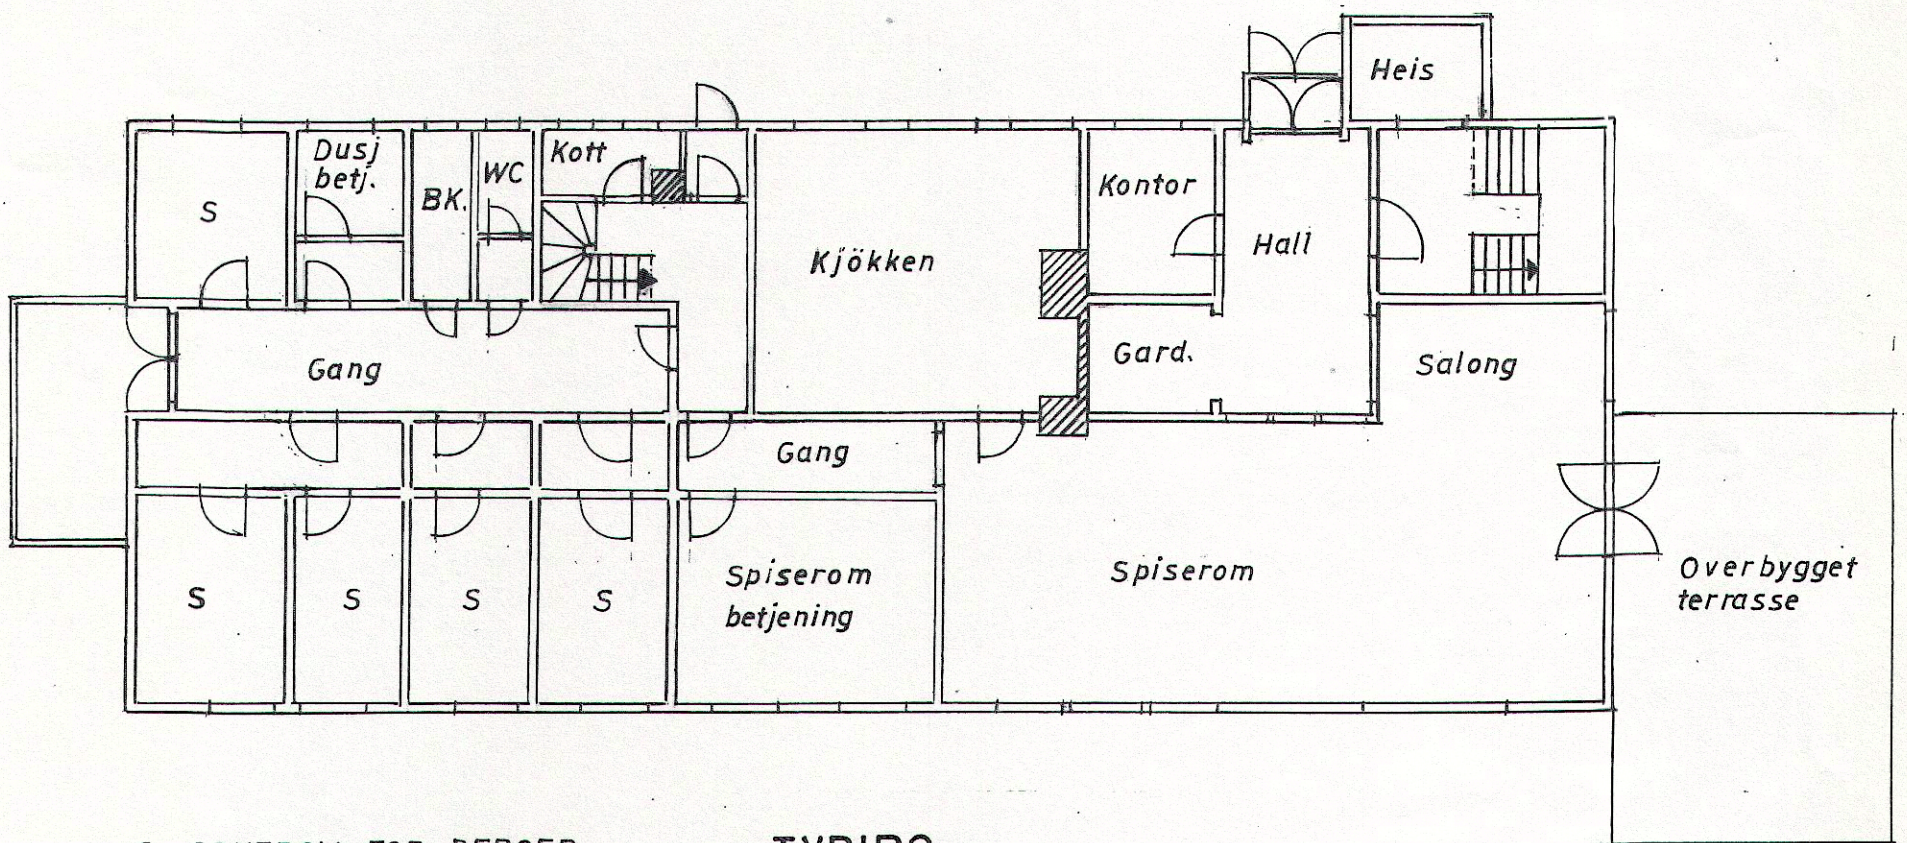 Heis
Dusj
betj.
Kott
WC
BK.
S
Kontor
Hall
Kjökken
Gang
Gard.
Salong
Gang
S
S
S
S
Spiserom
betjening
Spiserom
Overbygget
terrasse